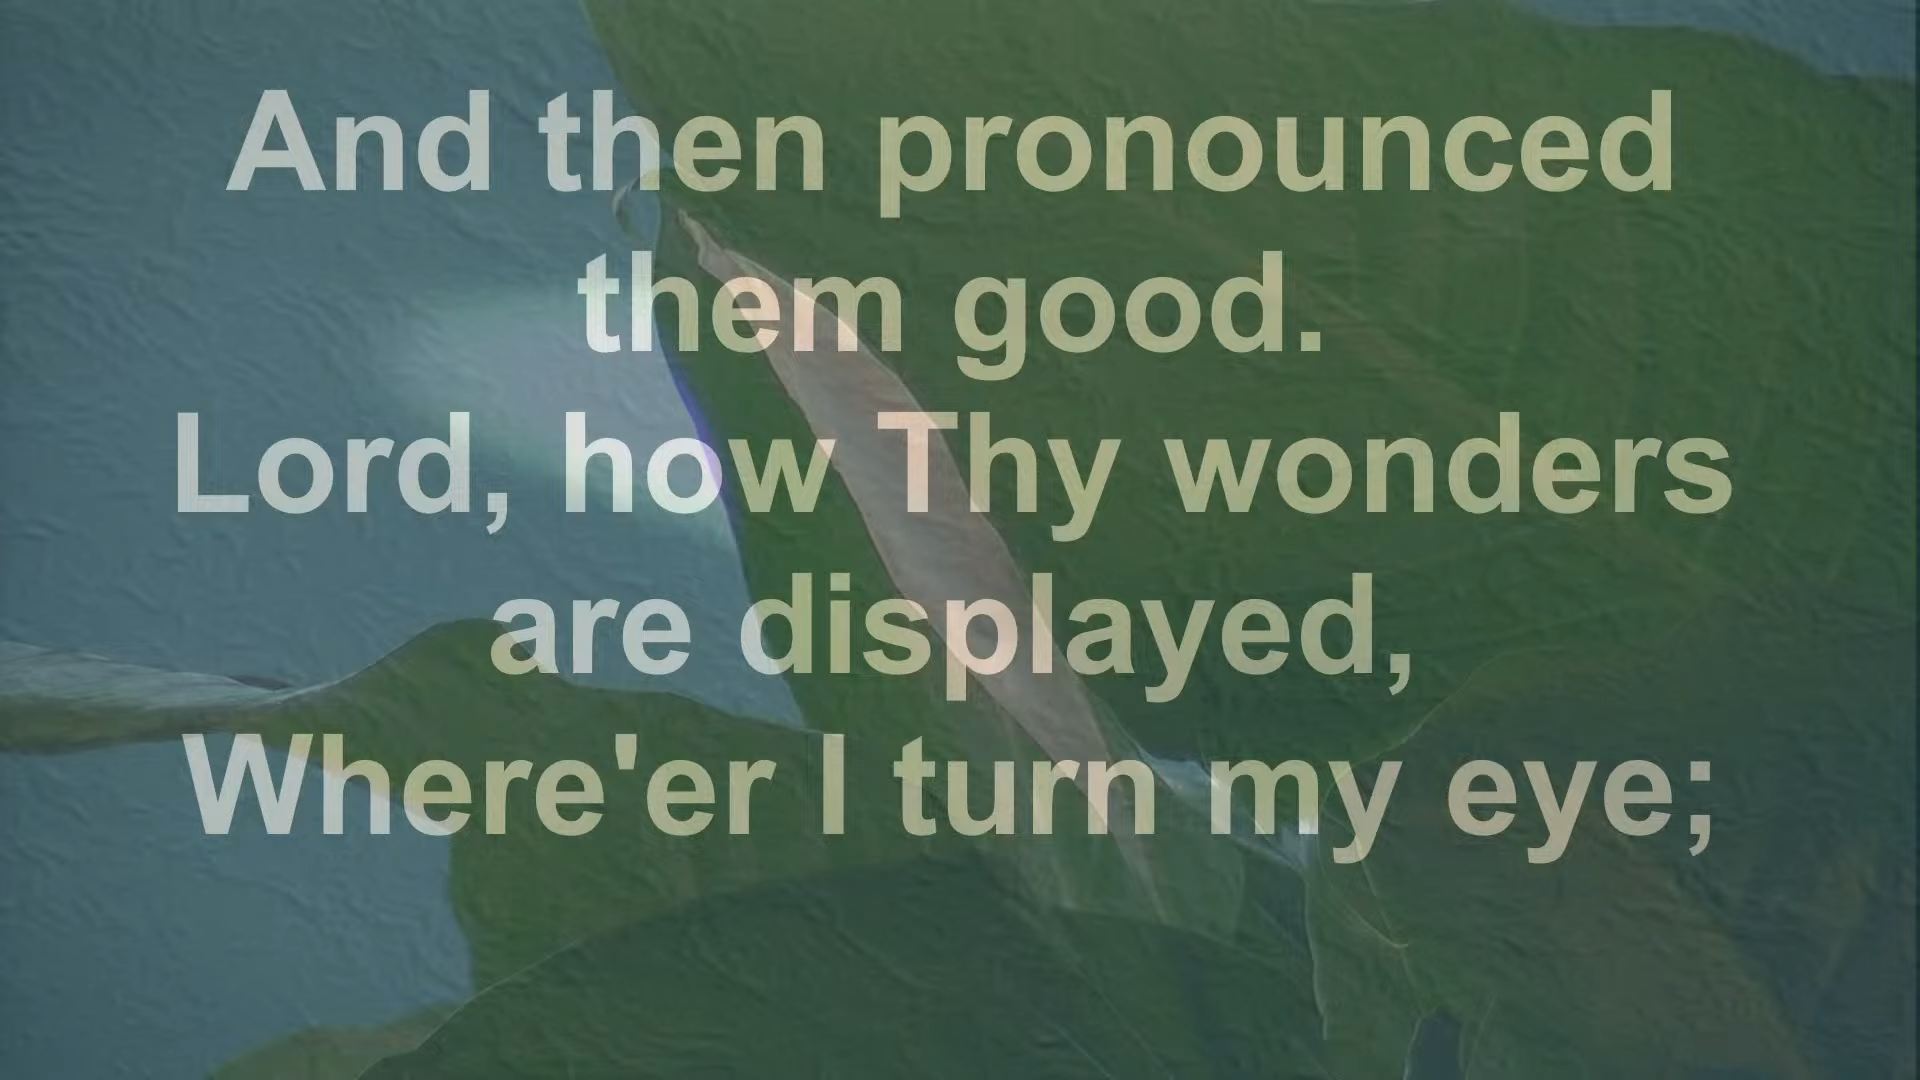 And then pronounced
them good.
Lord, how Thy wonders
are displayed,
Where'er I turn my eye;